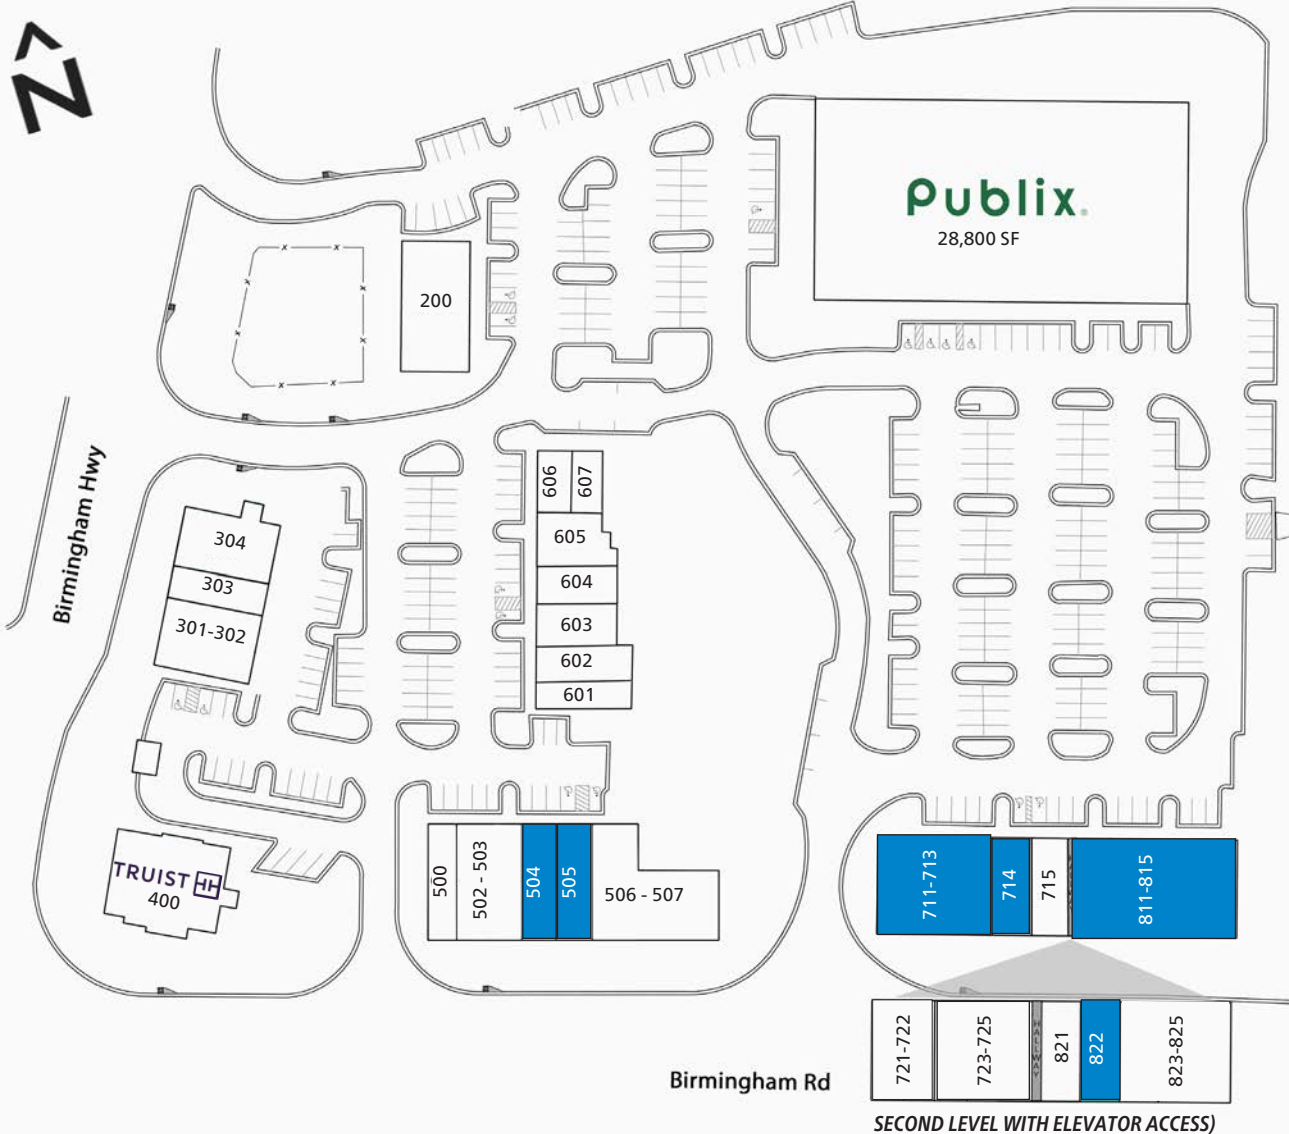 N
Publix.
28,800 SF
200
Birmingham Hwy
606
607
304
605
303
604
301-302
603
602
601
TRUIST
400
500
502 - 503
504
505
506 - 507
711-713
714
715
811-815
721-722
723-725
HALLWAY
821
822
823-825
Birmingham Rd
SECOND LEVEL WITH ELEVATOR ACCESS)